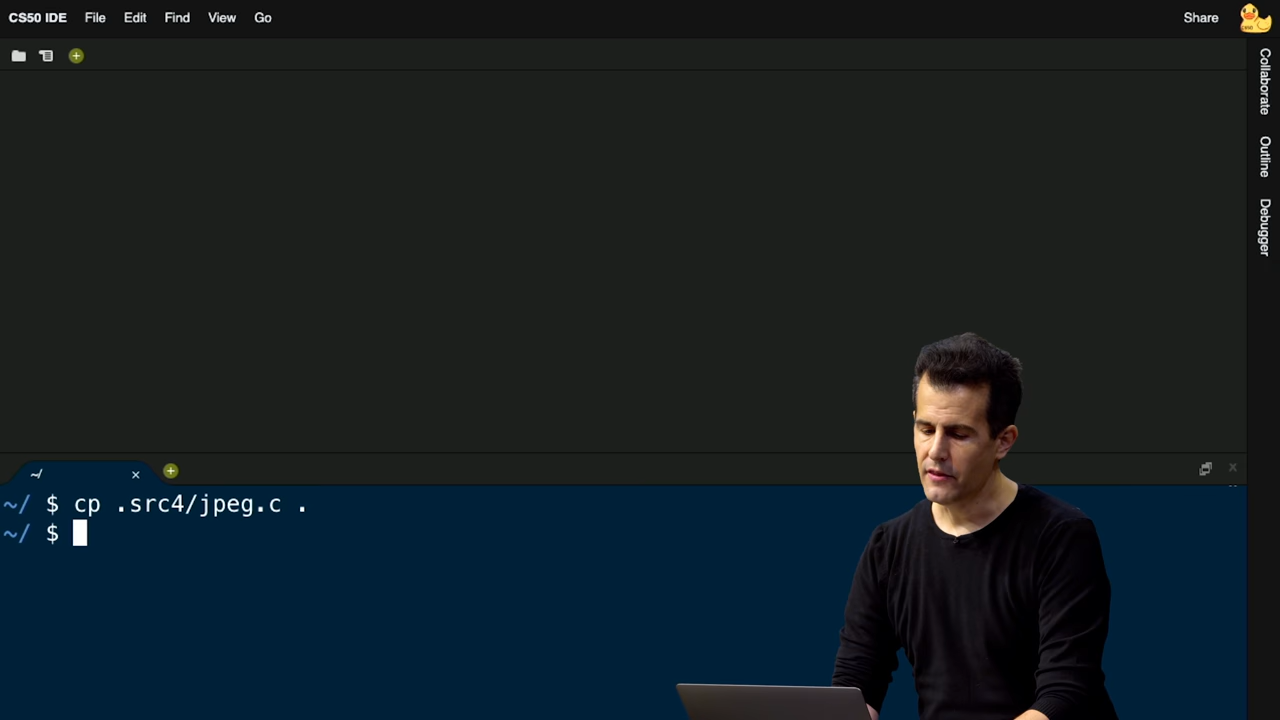 CS50 IDE File Edit Find View Go Share
Collaborate
Outline
Debugger
~/
~/ $ cp .src4/jpeg.c .
~/ $